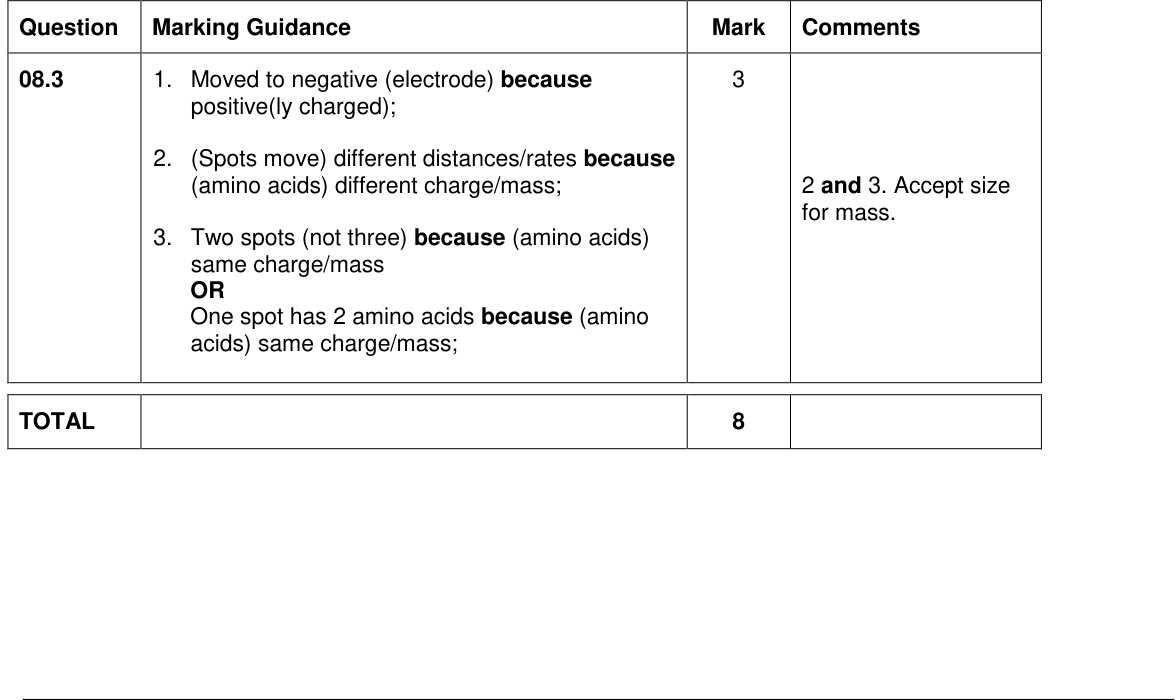 Question Marking Guidance Mark Comments
08.3 1. Moved to negative (electrode) because 3
positive(ly charged);
2. (Spots move) different distances/rates because
(amino acids) different charge/mass;
2 and 3. Accept size
for mass.
3. Two spots (not three) because (amino acids)
same charge/mass
OR
One spot has 2 amino acids because (amino
acids) same charge/mass;
TOTAL 8